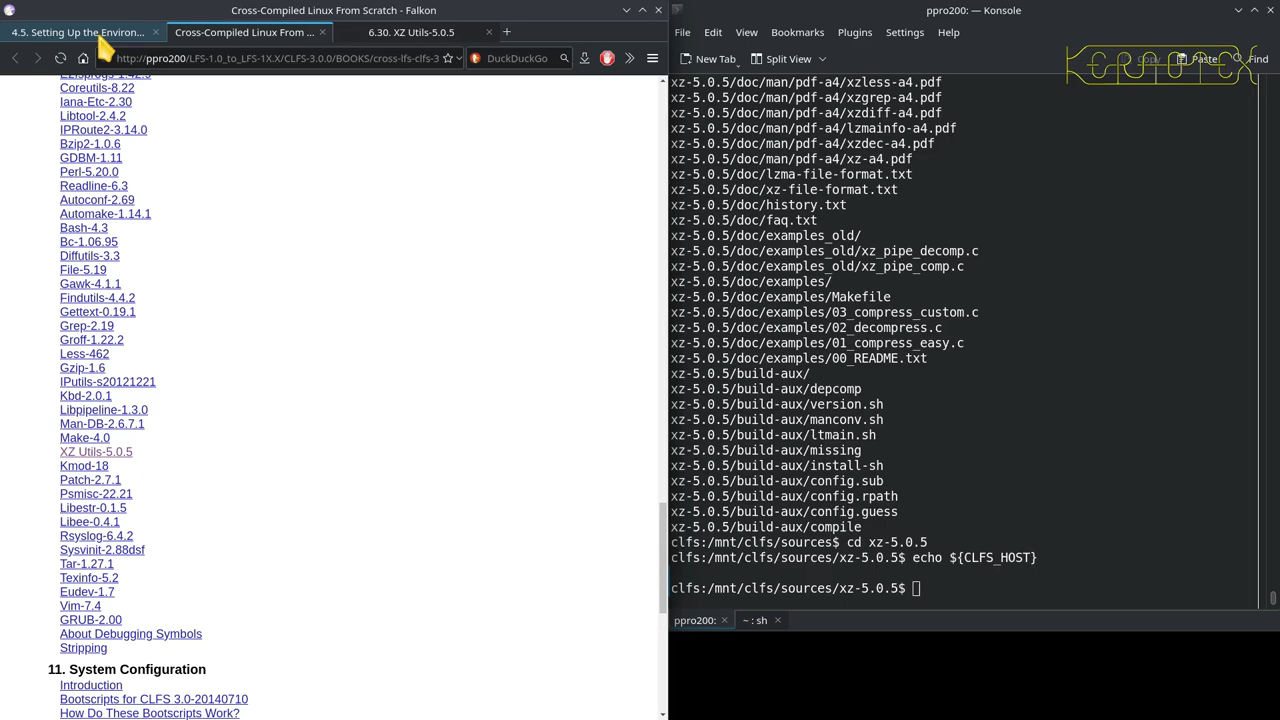 Cross-Compiled Linux From Scratch - Falkon
4.5. Setting Up the Environ...
Cross-Compiled Linux From ...
6.30. XZ Utils-5.0.5
http://ppro200/LFS-1.0_to_LFS-1X.X/CLFS-3.0.0/BOOKS/cross-lfs-clfs-3
DuckDuckGo
Coreutils-8.22
Iana-Etc-2.30
Libtool-2.4.2
IPRoute2-3.14.0
Bzip2-1.0.6
GDBM-1.11
Perl-5.20.0
Readline-6.3
Autoconf-2.69
Automake-1.14.1
Bash-4.3
Bc-1.06.95
Diffutils-3.3
File-5.19
Gawk-4.1.1
Findutils-4.4.2
Gettext-0.19.1
Grep-2.19
Groff-1.22.2
Less-462
Gzip-1.6
IPutils-s20121221
Kbd-2.0.1
Libpipeline-1.3.0
Man-DB-2.6.7.1
Make-4.0
XZ Utils-5.0.5
Kmod-18
Patch-2.7.1
Psmisc-22.21
Libestr-0.1.5
Libee-0.4.1
Rsyslog-6.4.2
Sysvinit-2.88dsf
Tar-1.27.1
Texinfo-5.2
Eudev-1.7
Vim-7.4
GRUB-2.00
About Debugging Symbols
Stripping
11. System Configuration
Introduction
Bootscripts for CLFS 3.0-20140710
How Do These Bootscripts Work?
ppro200: — Konsole
File Edit View Bookmarks Plugins Settings Help
New Tab Split View Copy Paste Find
xz-5.0.5/doc/man/pdf-a4/xzless-a4.pdf
xz-5.0.5/doc/man/pdf-a4/xzgrep-a4.pdf
xz-5.0.5/doc/man/pdf-a4/xzdiff-a4.pdf
xz-5.0.5/doc/man/pdf-a4/lzmainfo-a4.pdf
xz-5.0.5/doc/man/pdf-a4/xzdec-a4.pdf
xz-5.0.5/doc/man/pdf-a4/xz-a4.pdf
xz-5.0.5/doc/lzma-file-format.txt
xz-5.0.5/doc/xz-file-format.txt
xz-5.0.5/doc/history.txt
xz-5.0.5/doc/faq.txt
xz-5.0.5/doc/examples_old/
xz-5.0.5/doc/examples_old/xz_pipe_decomp.c
xz-5.0.5/doc/examples_old/xz_pipe_comp.c
xz-5.0.5/doc/examples/
xz-5.0.5/doc/examples/Makefile
xz-5.0.5/doc/examples/03_compress_custom.c
xz-5.0.5/doc/examples/02_decompress.c
xz-5.0.5/doc/examples/01_compress_easy.c
xz-5.0.5/doc/examples/00_README.txt
xz-5.0.5/build-aux/
xz-5.0.5/build-aux/depcomp
xz-5.0.5/build-aux/version.sh
xz-5.0.5/build-aux/manconv.sh
xz-5.0.5/build-aux/ltmain.sh
xz-5.0.5/build-aux/missing
xz-5.0.5/build-aux/install-sh
xz-5.0.5/build-aux/config.sub
xz-5.0.5/build-aux/config.rpath
xz-5.0.5/build-aux/config.guess
xz-5.0.5/build-aux/compile
clfs:/mnt/clfs/sources$ cd xz-5.0.5
clfs:/mnt/clfs/sources/xz-5.0.5$ echo ${CLFS_HOST}
clfs:/mnt/clfs/sources/xz-5.0.5$
ppro200:
~ : sh